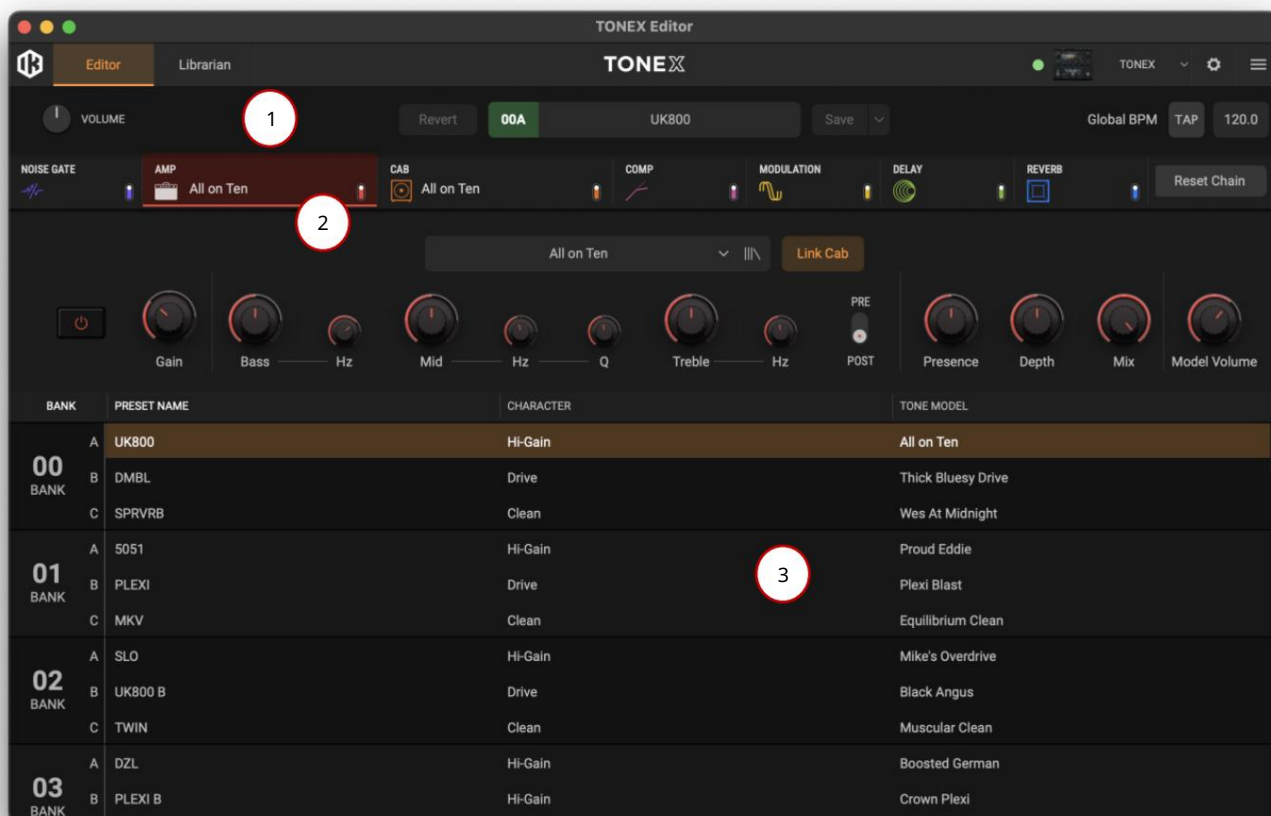 TONEX Editor
Editor Librarian TONEX TONEX
VOLUME 1 Revert 00A UK800 Save Global BPM TAP 120.0
NOISE GATE AMP CAB COMP MODULATION DELAY REVERB
All on Ten All on Ten Reset Chain
2
All on Ten Link Cab
PRE
POST
Gain Bass Hz Mid Hz Q Treble Hz Presence Depth Mix Model Volume
BANK PRESET NAME CHARACTER TONE MODEL
00 BANK
A UK800 Hi-Gain All on Ten
B DMBL Drive Thick Bluesy Drive
C SPRVRB Clean Wes At Midnight
01 BANK
A 5051 Hi-Gain Proud Eddie
3
B PLEXI Drive Plexi Blast
C MKV Clean Equilibrium Clean
02 BANK
A SLO Hi-Gain Mike's Overdrive
B UK800 B Drive Black Angus
C TWIN Clean Muscular Clean
03 BANK
A DZL Hi-Gain Boosted German
B PLEXI B Hi-Gain Crown Plexi